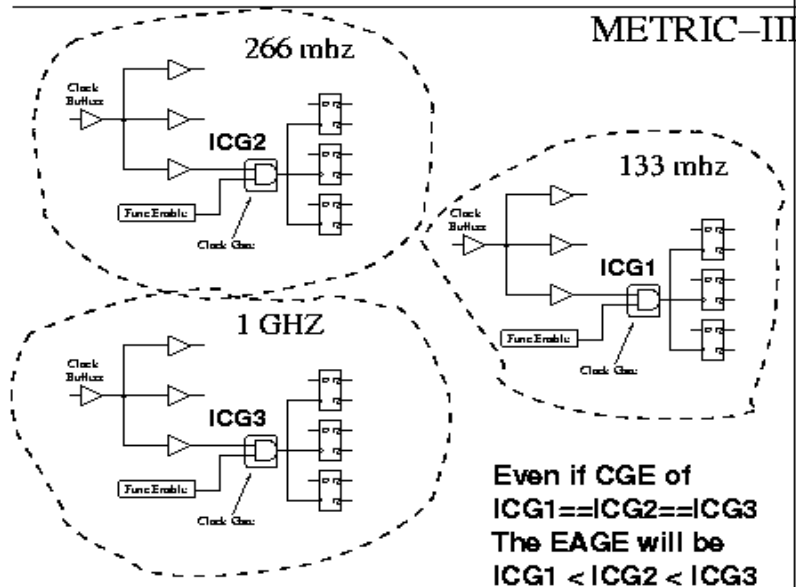 METRIC–III
266 mhz
Clock
Buffers
ICG2
Func Enable
Clock Gate
133 mhz
Clock
Buffers
ICG1
Func Enable
Clock Gate
1 GHZ
Clock
Buffers
ICG3
Func Enable
Clock Gate
Even if CGE of
ICG1==ICG2==ICG3
The EAGE will be
ICG1 < ICG2 < ICG3